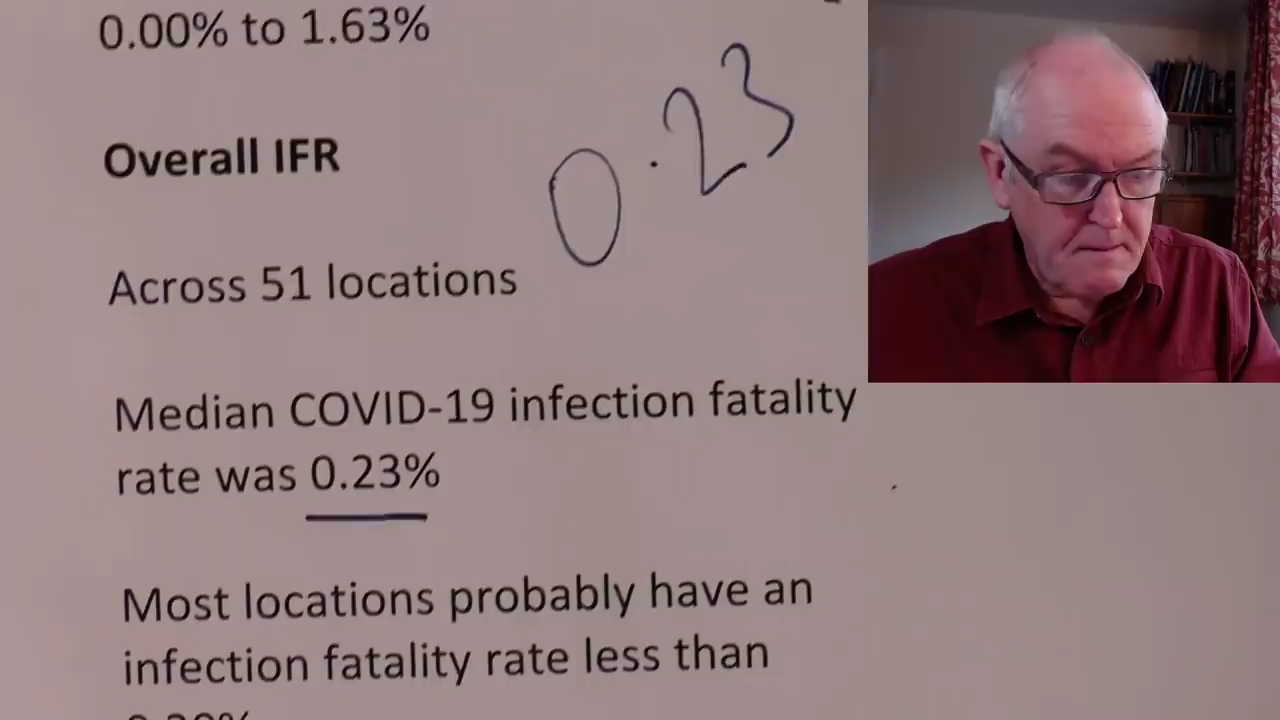 0.00% to 1.63%
0.23
Overall IFR
Across 51 locations
Median COVID-19 infection fatality
rate was 0.23%
Most locations probably have an
infection fatality rate less than